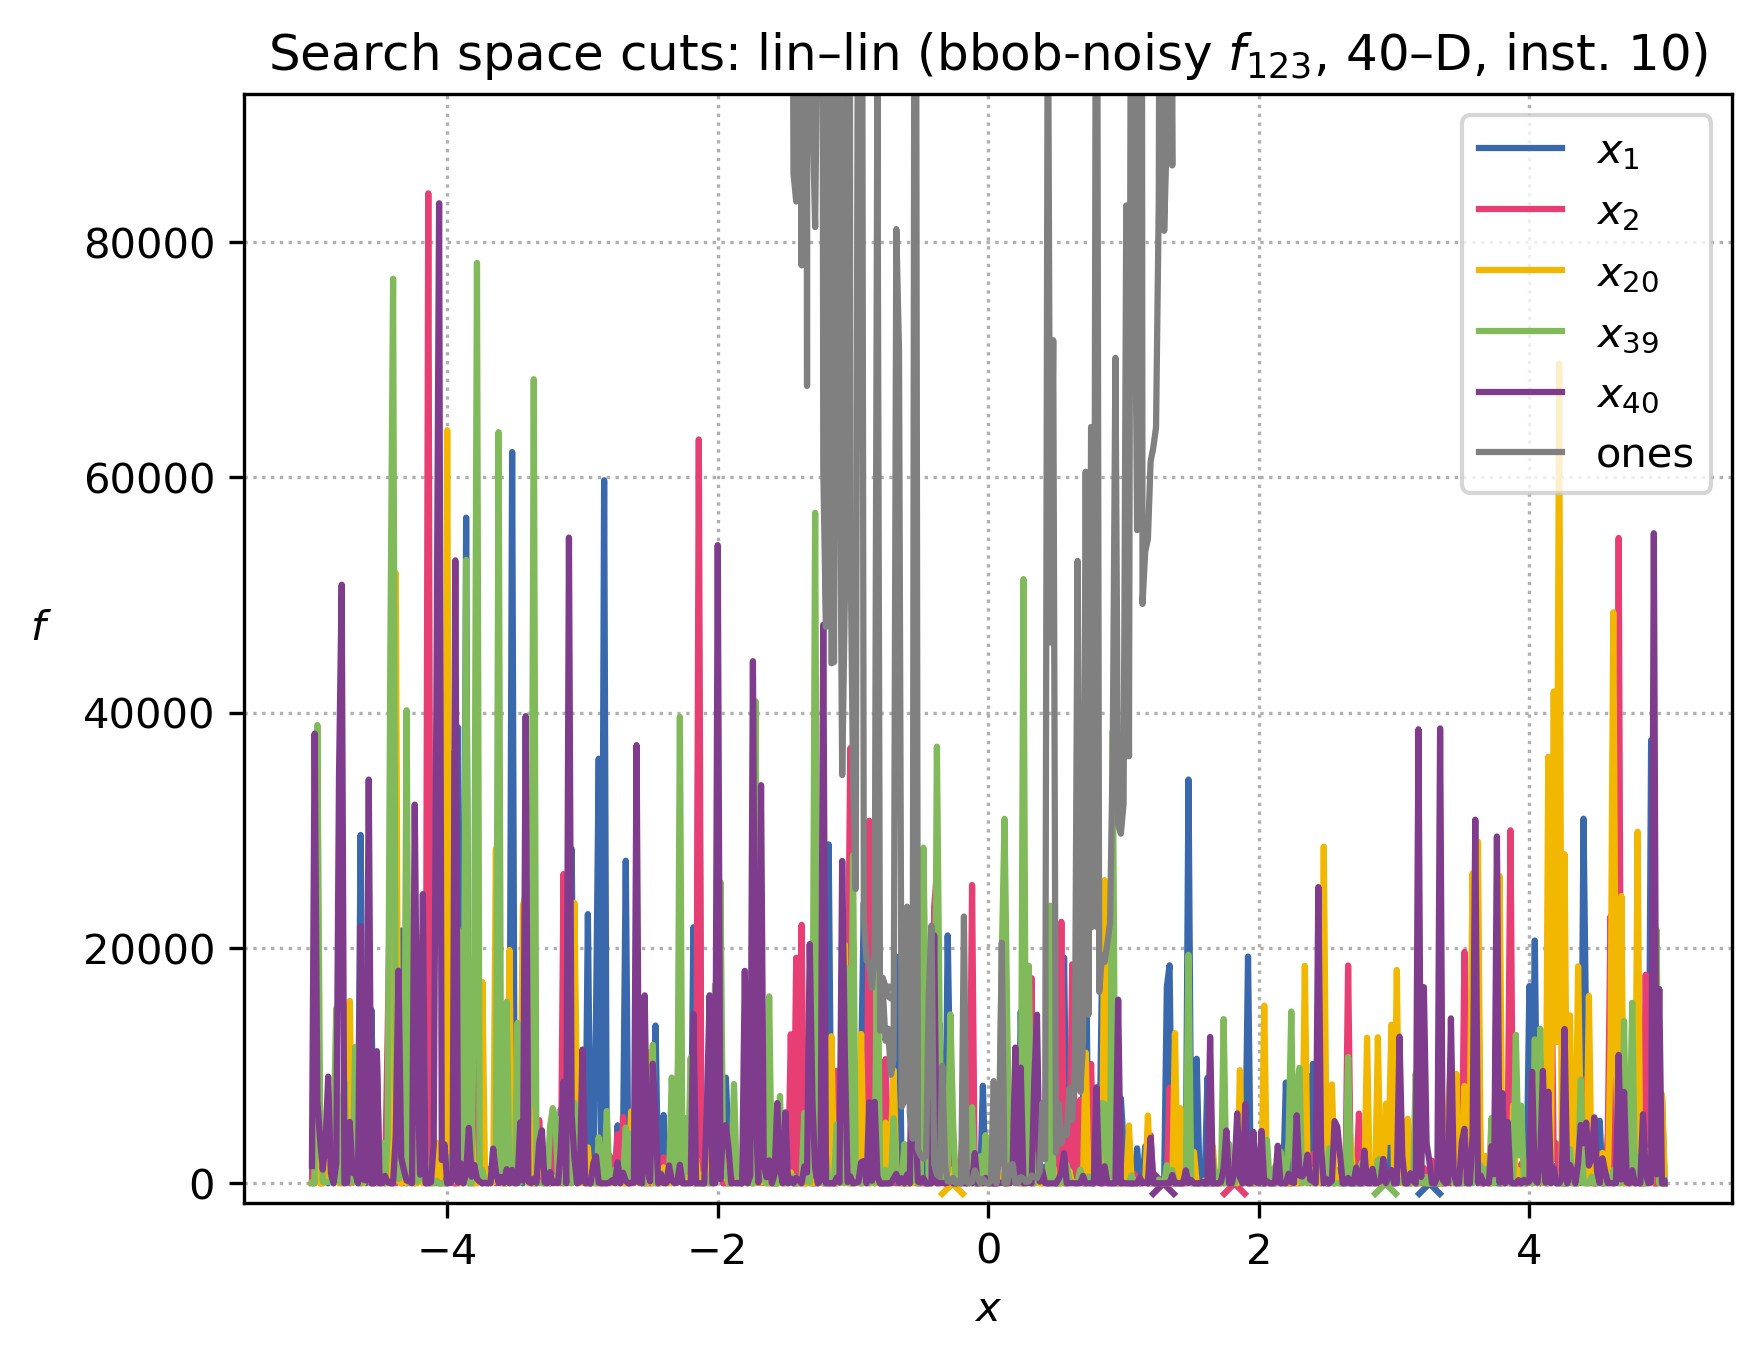 Search space cuts: lin–lin (bbob-noisy f₁₂₃, 40–D, inst. 10)
x₁
x₂
x₂₀
x₃₉
x₄₀
ones
80000
60000
40000
20000
0
f
−4 −2 0 2 4
x